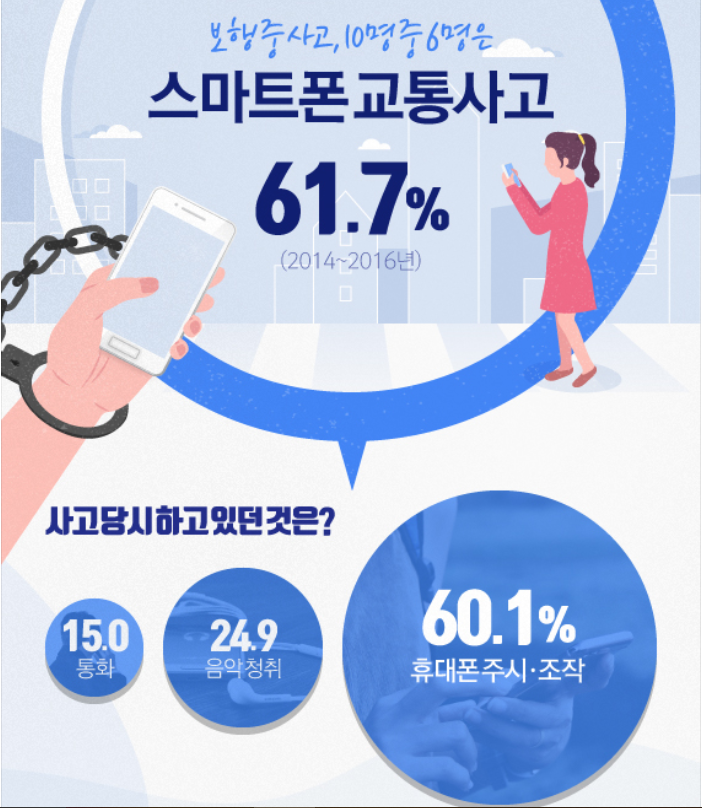 보행 중 사고, 10명 중 6명은
스마트폰 교통사고
61.7%
(2014~2016년)
사고 당시 하고 있던 것은?
15.0
통화
24.9
음악 청취
60.1%
휴대폰 주시·조작